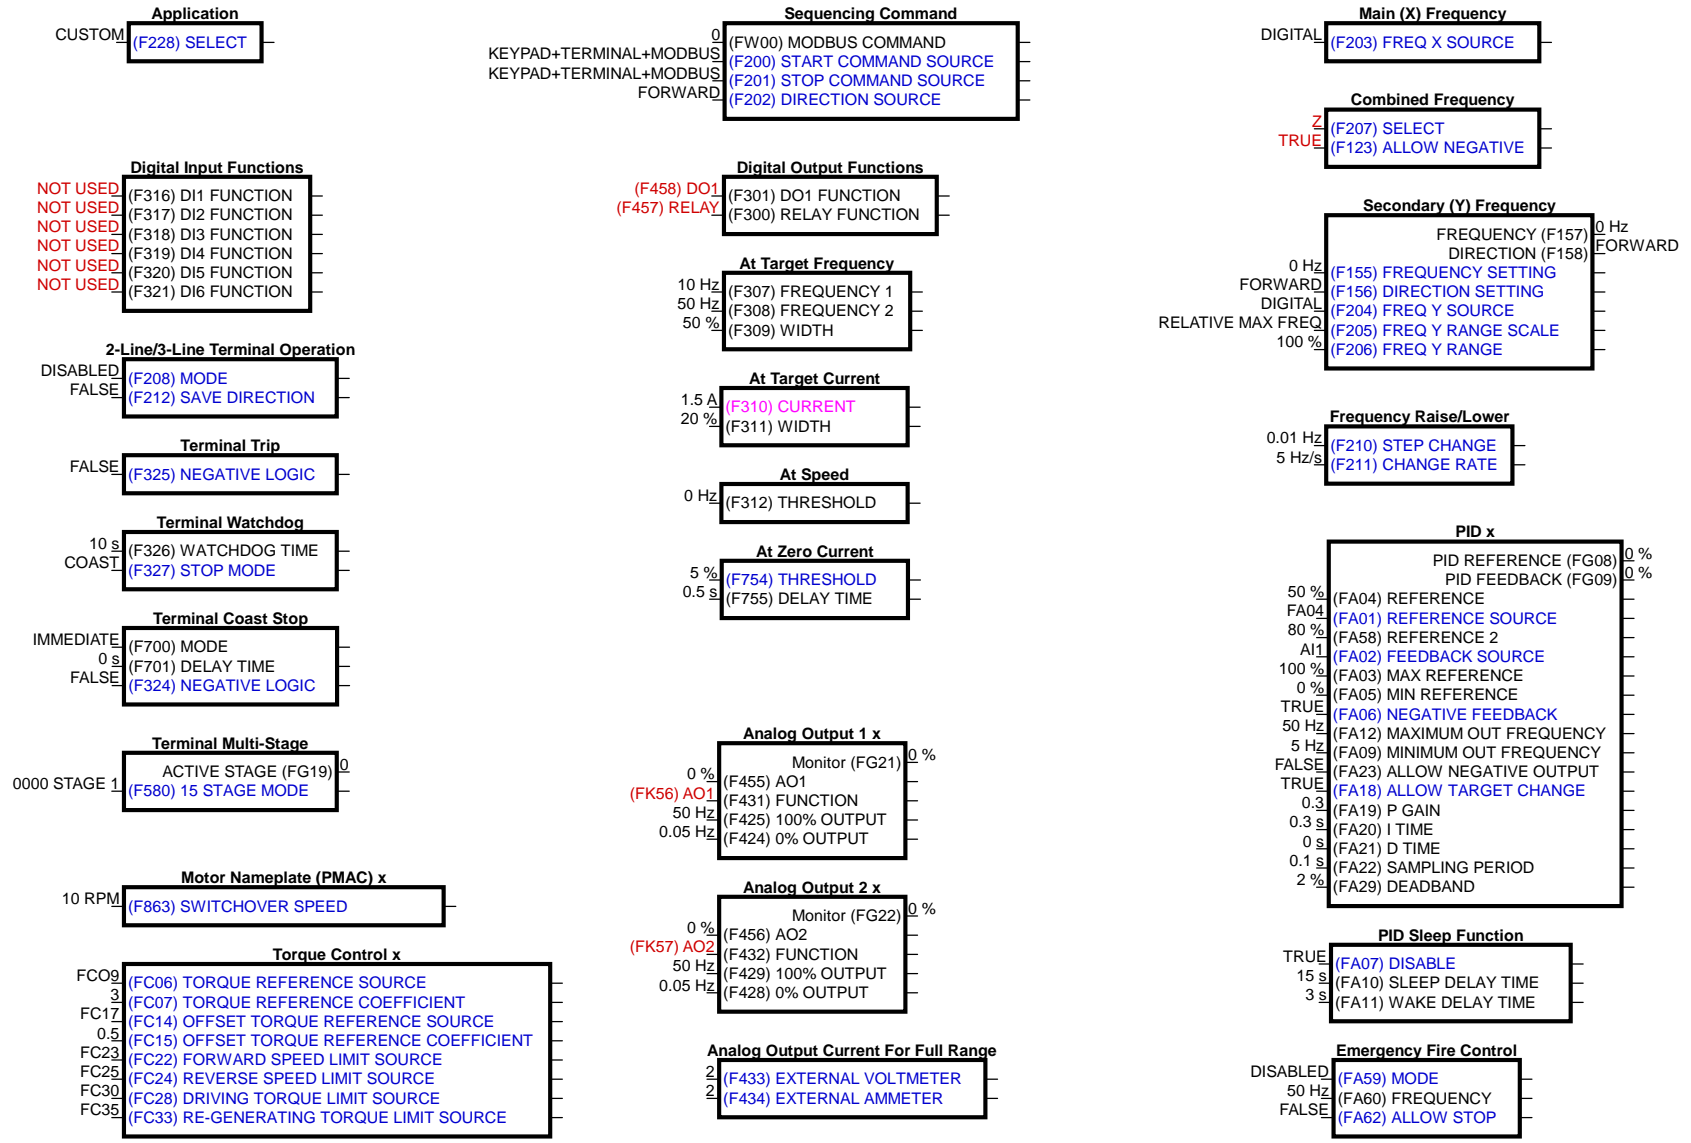 Application
CUSTOM
(F228) SELECT
Digital Input Functions
NOT USED
(F316) DI1 FUNCTION
NOT USED
(F317) DI2 FUNCTION
NOT USED
(F318) DI3 FUNCTION
NOT USED
(F319) DI4 FUNCTION
NOT USED
(F320) DI5 FUNCTION
NOT USED
(F321) DI6 FUNCTION
2-Line/3-Line Terminal Operation
DISABLED
(F208) MODE
FALSE
(F212) SAVE DIRECTION
Terminal Trip
FALSE
(F325) NEGATIVE LOGIC
Terminal Watchdog
10 s
(F326) WATCHDOG TIME
COAST
(F327) STOP MODE
Terminal Coast Stop
IMMEDIATE
(F700) MODE
0 s
(F701) DELAY TIME
FALSE
(F324) NEGATIVE LOGIC
Terminal Multi-Stage
ACTIVE STAGE (FG19)
0
0000 STAGE 1
(F580) 15 STAGE MODE
Motor Nameplate (PMAC) x
10 RPM
(F863) SWITCHOVER SPEED
Torque Control x
FCO9
(FC06) TORQUE REFERENCE SOURCE
3
(FC07) TORQUE REFERENCE COEFFICIENT
FC17
(FC14) OFFSET TORQUE REFERENCE SOURCE
0.5
(FC15) OFFSET TORQUE REFERENCE COEFFICIENT
FC23
(FC22) FORWARD SPEED LIMIT SOURCE
FC25
(FC24) REVERSE SPEED LIMIT SOURCE
FC30
(FC28) DRIVING TORQUE LIMIT SOURCE
FC35
(FC33) RE-GENERATING TORQUE LIMIT SOURCE
Sequencing Command
0
(FW00) MODBUS COMMAND
KEYPAD+TERMINAL+MODBUS
(F200) START COMMAND SOURCE
KEYPAD+TERMINAL+MODBUS
(F201) STOP COMMAND SOURCE
FORWARD
(F202) DIRECTION SOURCE
Digital Output Functions
(F458) DO1
(F301) DO1 FUNCTION
(F457) RELAY
(F300) RELAY FUNCTION
At Target Frequency
10 Hz
(F307) FREQUENCY 1
50 Hz
(F308) FREQUENCY 2
50 %
(F309) WIDTH
At Target Current
1.5 A
(F310) CURRENT
20 %
(F311) WIDTH
At Speed
0 Hz
(F312) THRESHOLD
At Zero Current
5 %
(F754) THRESHOLD
0.5 s
(F755) DELAY TIME
Analog Output 1 x
Monitor (FG21)
0 %
0 %
(F455) AO1
(FK56) AO1
(F431) FUNCTION
50 Hz
(F425) 100% OUTPUT
0.05 Hz
(F424) 0% OUTPUT
Analog Output 2 x
Monitor (FG22)
0 %
0 %
(F456) AO2
(FK57) AO2
(F432) FUNCTION
50 Hz
(F429) 100% OUTPUT
0.05 Hz
(F428) 0% OUTPUT
Analog Output Current For Full Range
2
(F433) EXTERNAL VOLTMETER
2
(F434) EXTERNAL AMMETER
Main (X) Frequency
DIGITAL
(F203) FREQ X SOURCE
Combined Frequency
Z
(F207) SELECT
TRUE
(F123) ALLOW NEGATIVE
Secondary (Y) Frequency
FREQUENCY (F157)
0 Hz
DIRECTION (F158)
FORWARD
0 Hz
(F155) FREQUENCY SETTING
FORWARD
(F156) DIRECTION SETTING
DIGITAL
(F204) FREQ Y SOURCE
RELATIVE MAX FREQ
(F205) FREQ Y RANGE SCALE
100 %
(F206) FREQ Y RANGE
Frequency Raise/Lower
0.01 Hz
(F210) STEP CHANGE
5 Hz/s
(F211) CHANGE RATE
PID x
PID REFERENCE (FG08)
0 %
PID FEEDBACK (FG09)
0 %
50 %
(FA04) REFERENCE
FA04
(FA01) REFERENCE SOURCE
80 %
(FA58) REFERENCE 2
AI1
(FA02) FEEDBACK SOURCE
100 %
(FA03) MAX REFERENCE
0 %
(FA05) MIN REFERENCE
TRUE
(FA06) NEGATIVE FEEDBACK
50 Hz
(FA12) MAXIMUM OUT FREQUENCY
5 Hz
(FA09) MINIMUM OUT FREQUENCY
FALSE
(FA23) ALLOW NEGATIVE OUTPUT
TRUE
(FA18) ALLOW TARGET CHANGE
0.3
(FA19) P GAIN
0.3 s
(FA20) I TIME
0 s
(FA21) D TIME
0.1 s
(FA22) SAMPLING PERIOD
2 %
(FA29) DEADBAND
PID Sleep Function
TRUE
(FA07) DISABLE
15 s
(FA10) SLEEP DELAY TIME
3 s
(FA11) WAKE DELAY TIME
Emergency Fire Control
DISABLED
(FA59) MODE
50 Hz
(FA60) FREQUENCY
FALSE
(FA62) ALLOW STOP